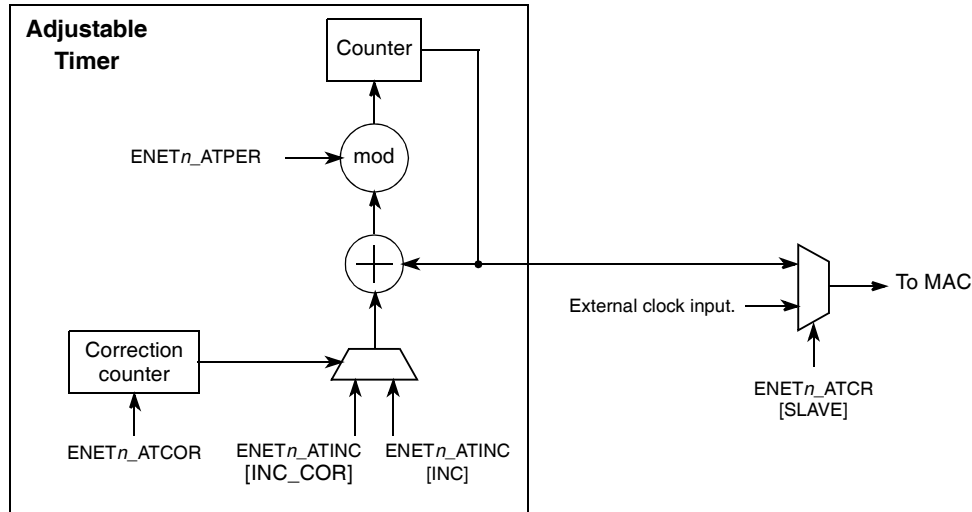 Adjustable
Timer
Counter
ENETn_ATPER
mod
External clock input.
To MAC
Correction
counter
ENETn_ATCR
[SLAVE]
ENETn_ATCOR
ENETn_ATINC
[INC_COR]
ENETn_ATINC
[INC]